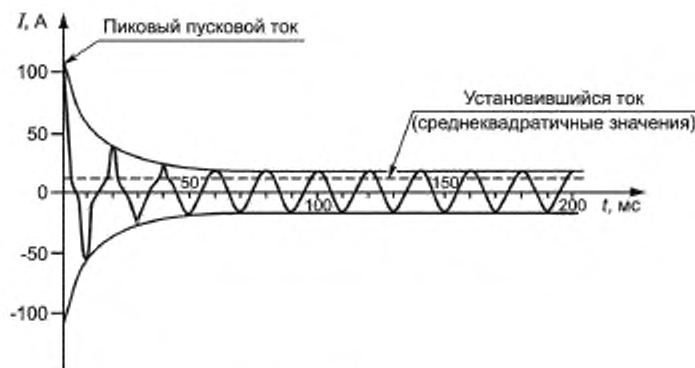 I, А
Пиковый пусковой ток
100
Установившийся ток
(среднеквадратичные значения)
50
50
150
0
100
200
t, мс
-50
-100